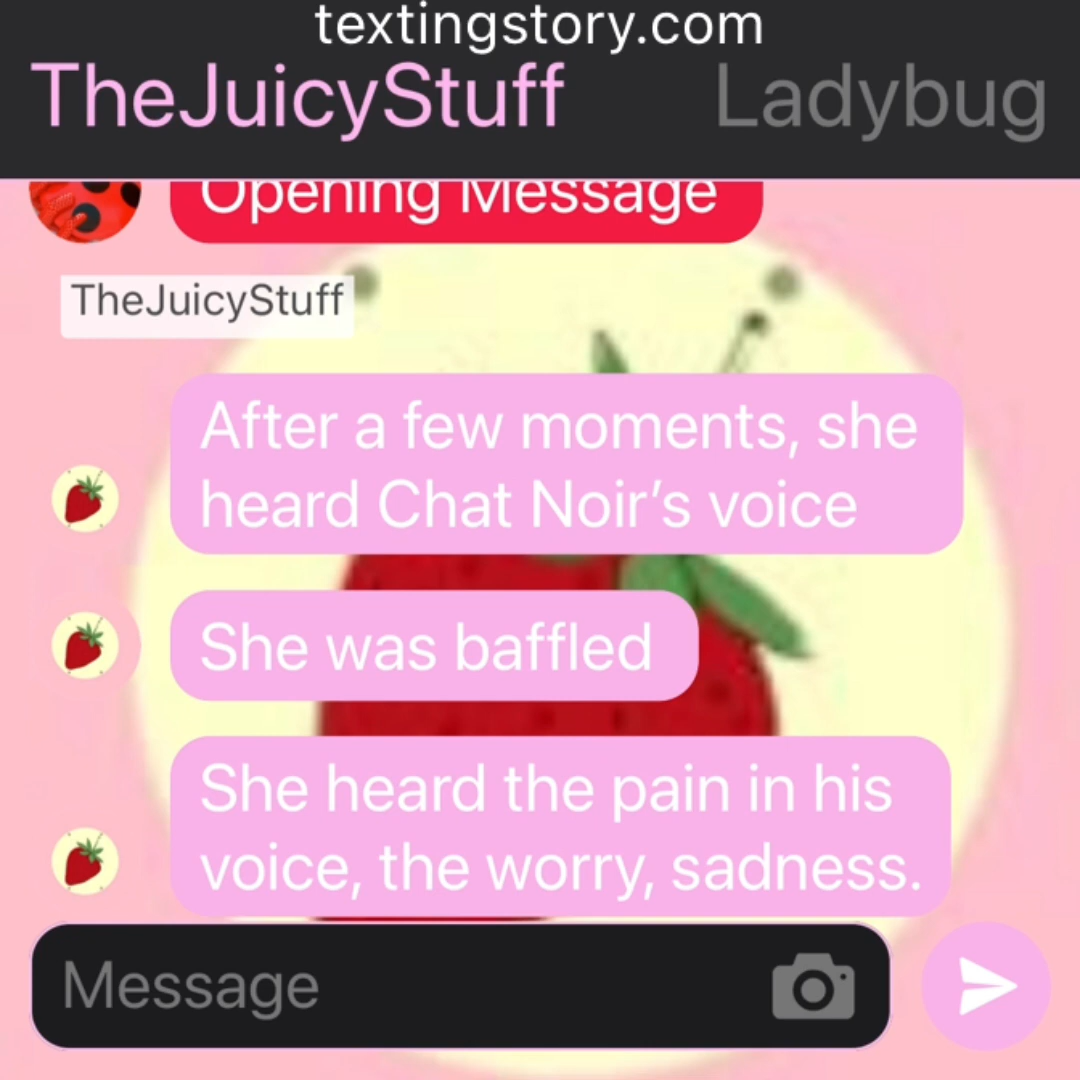 textingstory.com
TheJuicyStuff Ladybug
Opening Message
TheJuicyStuff
After a few moments, she
heard Chat Noir’s voice
She was baffled
She heard the pain in his
voice, the worry, sadness.
Message